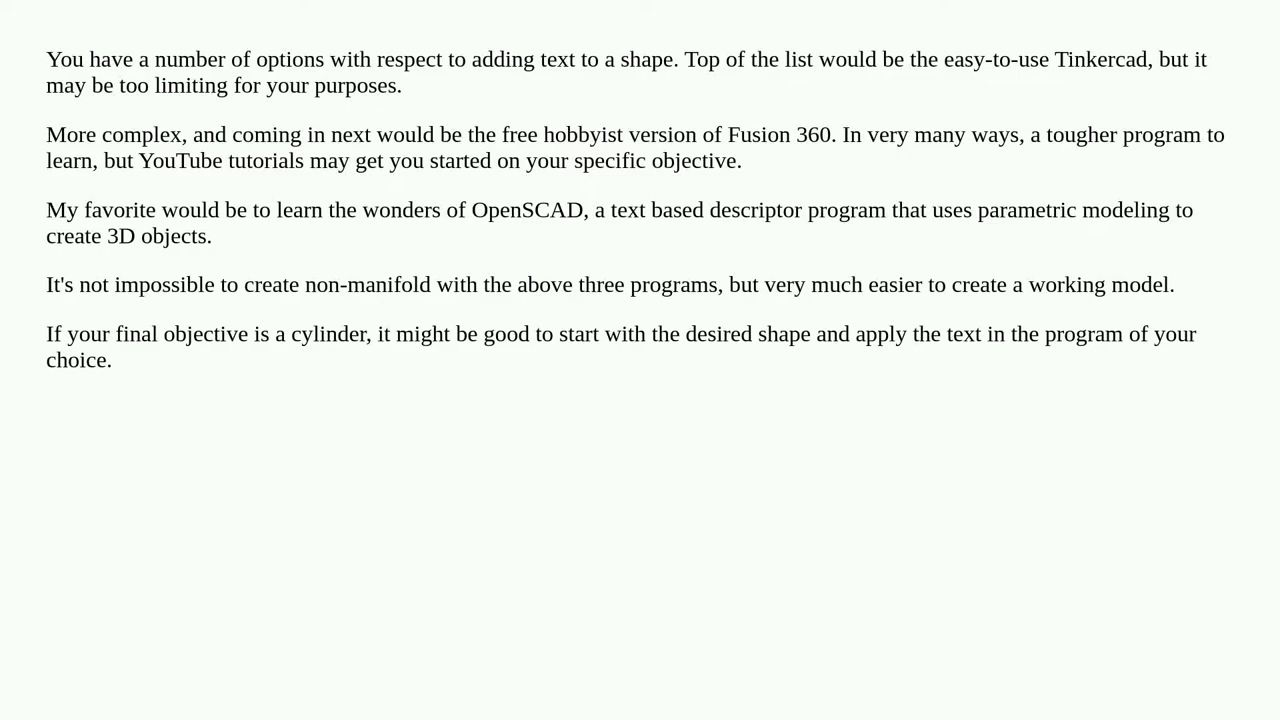 You have a number of options with respect to adding text to a shape. Top of the list would be the easy-to-use Tinkercad, but it
may be too limiting for your purposes.
More complex, and coming in next would be the free hobbyist version of Fusion 360. In very many ways, a tougher program to
learn, but YouTube tutorials may get you started on your specific objective.
My favorite would be to learn the wonders of OpenSCAD, a text based descriptor program that uses parametric modeling to
create 3D objects.
It's not impossible to create non-manifold with the above three programs, but very much easier to create a working model.
If your final objective is a cylinder, it might be good to start with the desired shape and apply the text in the program of your
choice.